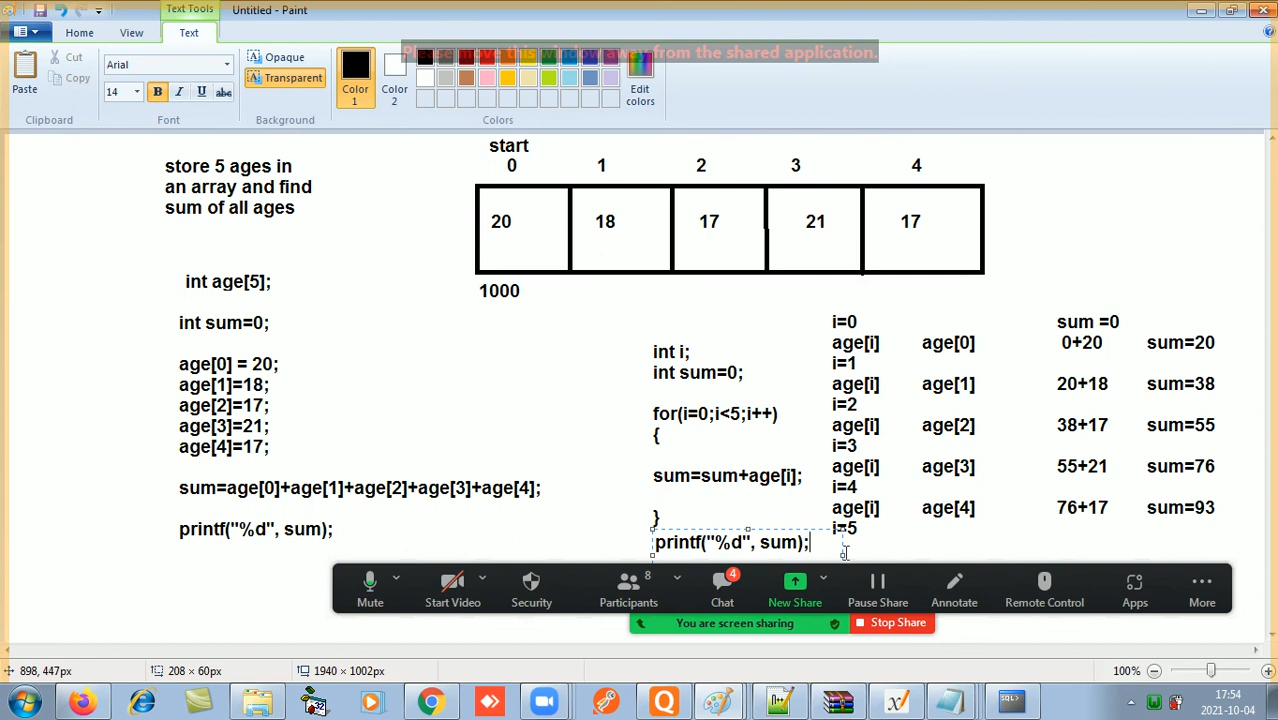 Text Tools
Untitled - Paint
Home
View
Text
Please move this window away from the shared application.
Paste
Cut
Copy
Clipboard
Arial
14
B
I
U
abc
Font
Opaque
Transparent
Background
Color
1
Color
2
Edit
colors
Colors
store 5 ages in
an array and find
sum of all ages
start
0
1
2
3
4
20
18
17
21
17
1000
int age[5];
int sum=0;
age[0] = 20;
age[1]=18;
age[2]=17;
age[3]=21;
age[4]=17;
sum=age[0]+age[1]+age[2]+age[3]+age[4];
printf("%d", sum);
int i;
int sum=0;
for(i=0;i<5;i++)
{
sum=sum+age[i];
}
printf("%d", sum);
i=0
sum =0
age[i] age[0] 0+20 sum=20
i=1
age[i] age[1] 20+18 sum=38
i=2
age[i] age[2] 38+17 sum=55
i=3
age[i] age[3] 55+21 sum=76
i=4
age[i] age[4] 76+17 sum=93
i=5
Mute
Start Video
Security
8
Participants
4
Chat
New Share
Pause Share
Annotate
Remote Control
Apps
More
You are screen sharing
Stop Share
898, 447px
208 × 60px
1940 × 1002px
100%
17:54
2021-10-04